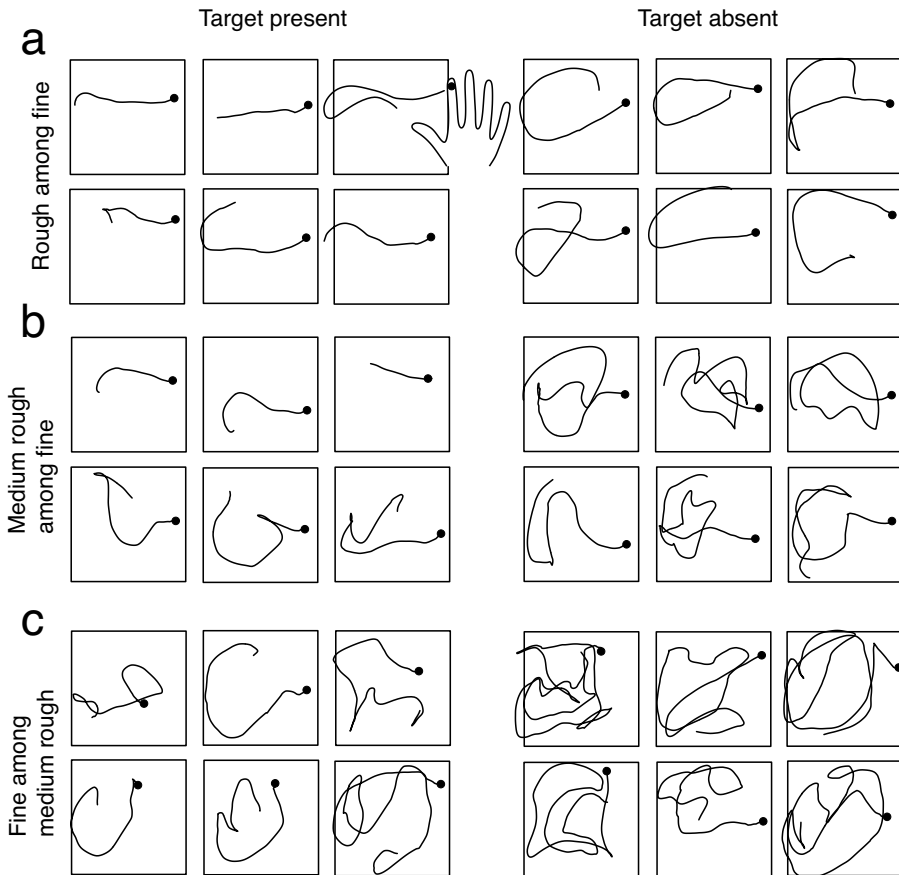 Target present
Target absent
a
Rough among fine
b
Medium rough
among fine
c
Fine among
medium rough